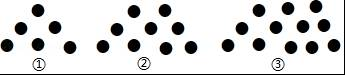 ① ② ③